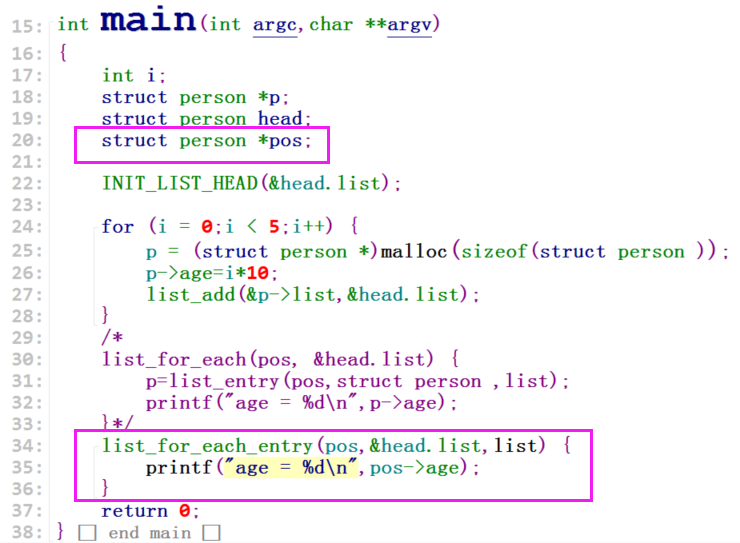 15: int main(int argc,char **argv)
16: {
17: int i;
18: struct person *p;
19: struct person head;
20: struct person *pos;
21:
22: INIT_LIST_HEAD(&head.list);
23:
24: for (i = 0;i < 5;i++) {
25: p = (struct person *)malloc(sizeof(struct person ));
26: p->age=i*10;
27: list_add(&p->list,&head.list);
28: }
29: /*
30: list_for_each(pos, &head.list) {
31: p=list_entry(pos,struct person ,list);
32: printf("age = %d\n",p->age);
33: }*/
34: list_for_each_entry(pos,&head.list,list) {
35: printf("age = %d\n",pos->age);
36: }
37: return 0;
38: } □ end main □